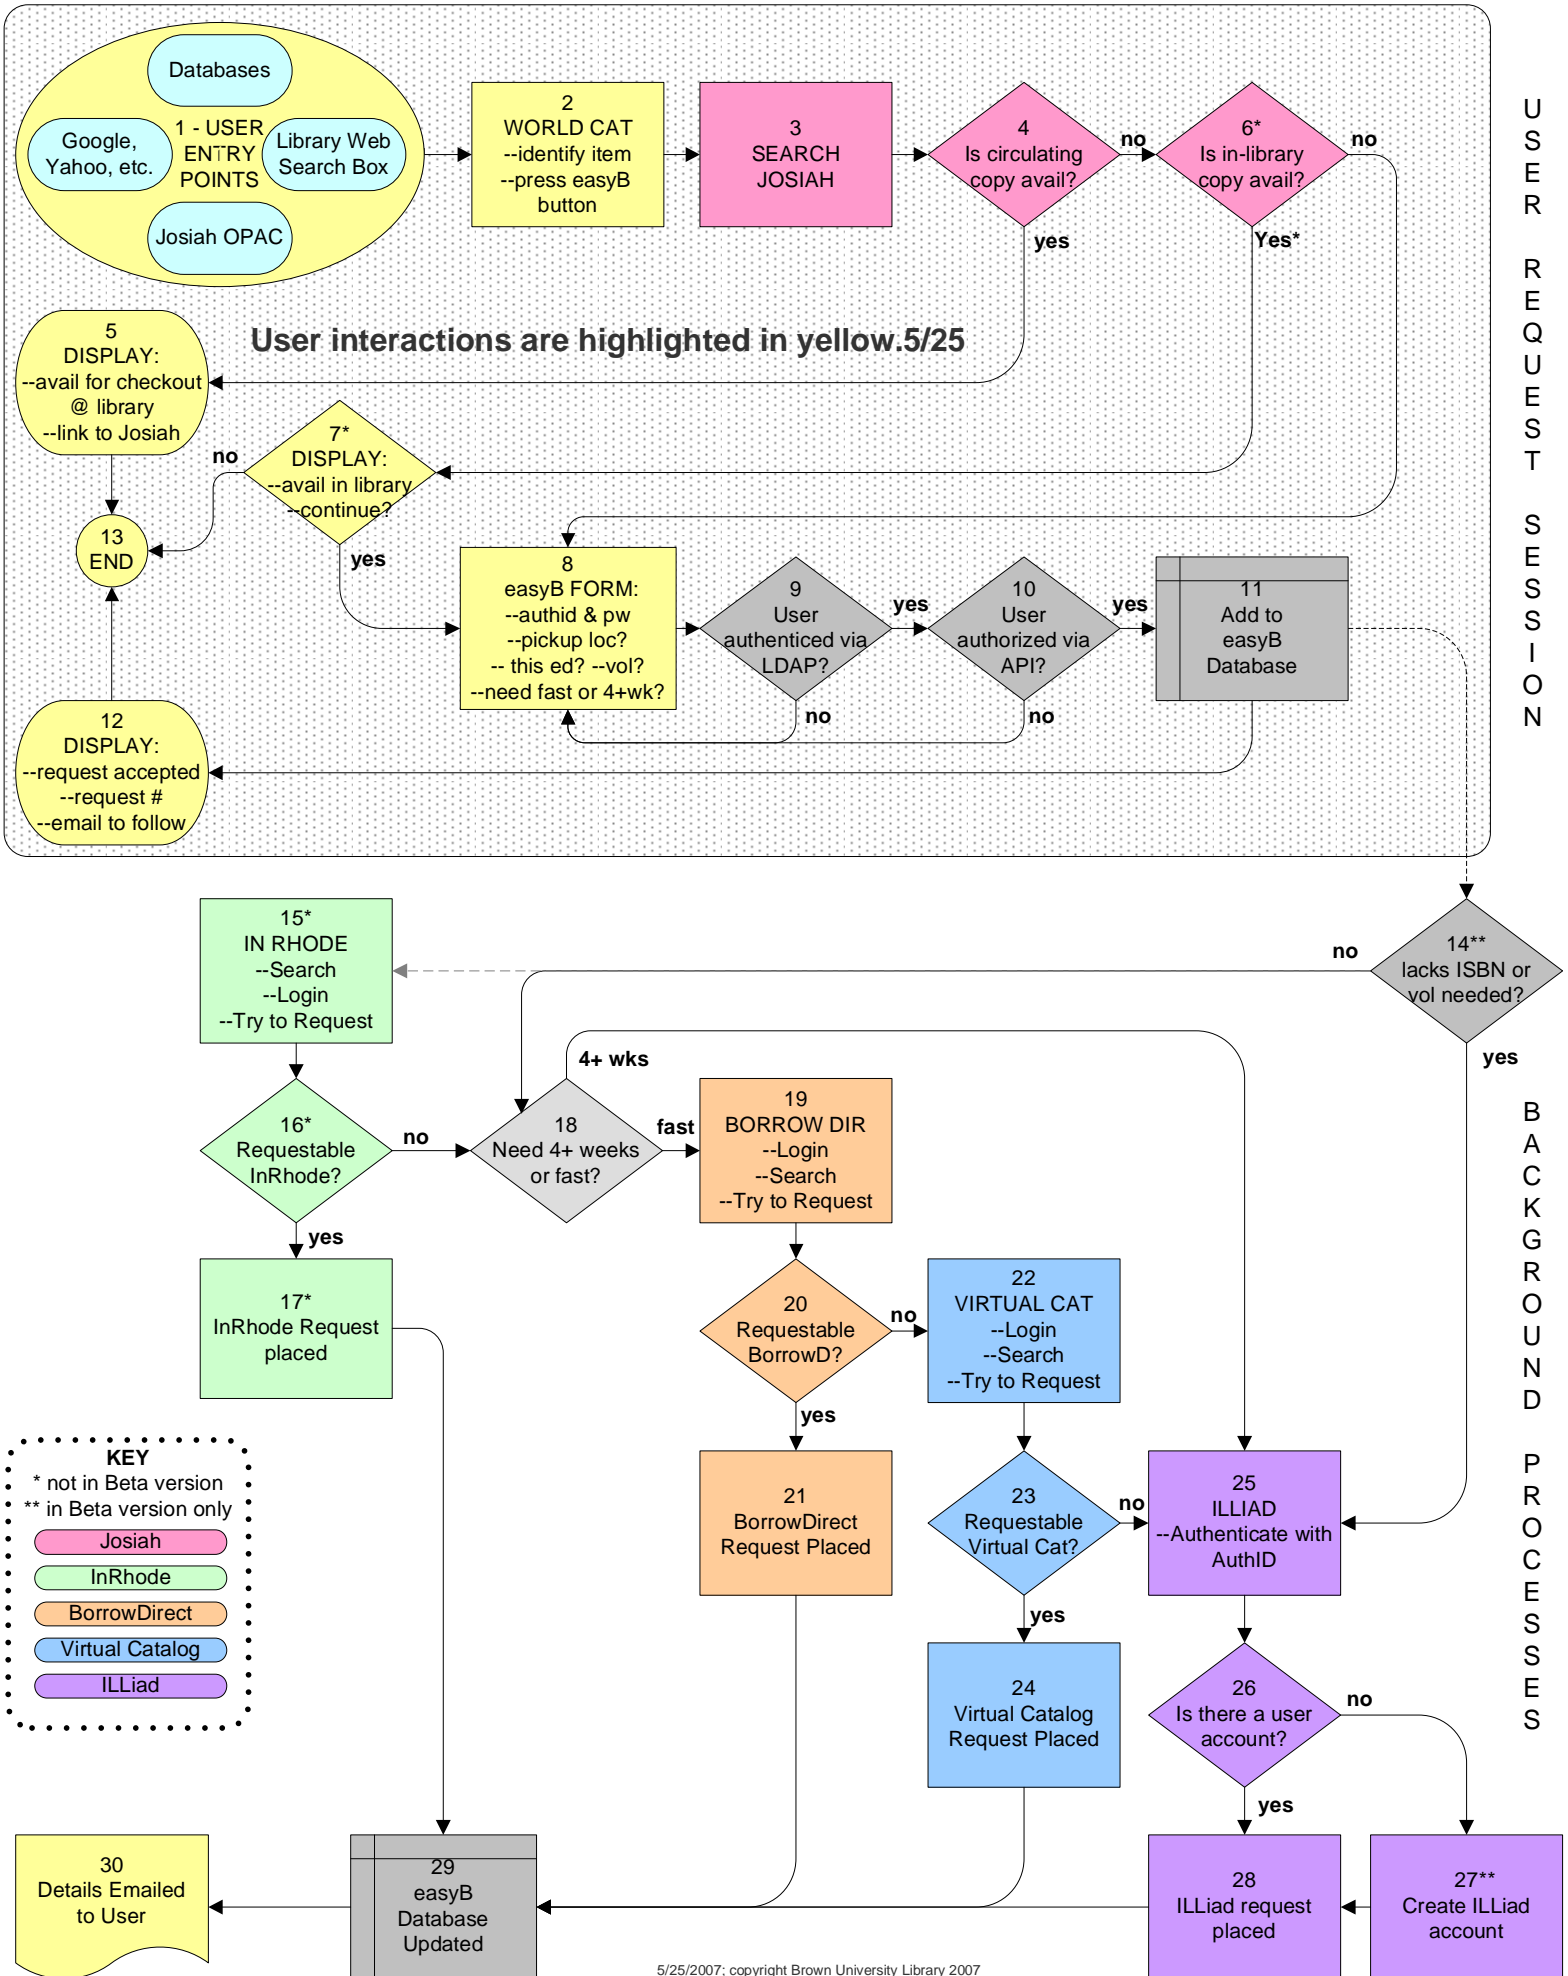 Databases
Google,
Yahoo, etc.
1 - USER
ENTRY
POINTS
Library Web
Search Box
Josiah OPAC
2
WORLD CAT
--identify item
--press easyB
button
3
SEARCH
JOSIAH
4
Is circulating
copy avail?
no
yes
6*
Is in-library
copy avail?
no
Yes*
USER REQUEST SESSION
5
DISPLAY:
--avail for checkout
@ library
--link to Josiah
User interactions are highlighted in yellow.5/25
7*
DISPLAY:
--avail in library
--continue?
no
yes
13
END
8
easyB FORM:
--authid & pw
--pickup loc?
-- this ed? --vol?
--need fast or 4+wk?
9
User
authenticed via
LDAP?
yes
no
10
User
authorized via
API?
yes
no
11
Add to
easyB
Database
12
DISPLAY:
--request accepted
--request #
--email to follow
14**
lacks ISBN or
vol needed?
no
yes
15*
IN RHODE
--Search
--Login
--Try to Request
16*
Requestable
InRhode?
no
yes
17*
InRhode Request
placed
18
Need 4+ weeks
or fast?
4+ wks
fast
19
BORROW DIR
--Login
--Search
--Try to Request
20
Requestable
BorrowD?
no
yes
21
BorrowDirect
Request Placed
22
VIRTUAL CAT
--Login
--Search
--Try to Request
23
Requestable
Virtual Cat?
no
yes
24
Virtual Catalog
Request Placed
25
ILLIAD
--Authenticate with
AuthID
26
Is there a user
account?
no
yes
27**
Create ILLiad
account
28
ILLiad request
placed
29
easyB
Database
Updated
30
Details Emailed
to User
BACKGROUND PROCESSES
KEY
* not in Beta version
** in Beta version only
Josiah
InRhode
BorrowDirect
Virtual Catalog
ILLiad
5/25/2007; copyright Brown University Library 2007